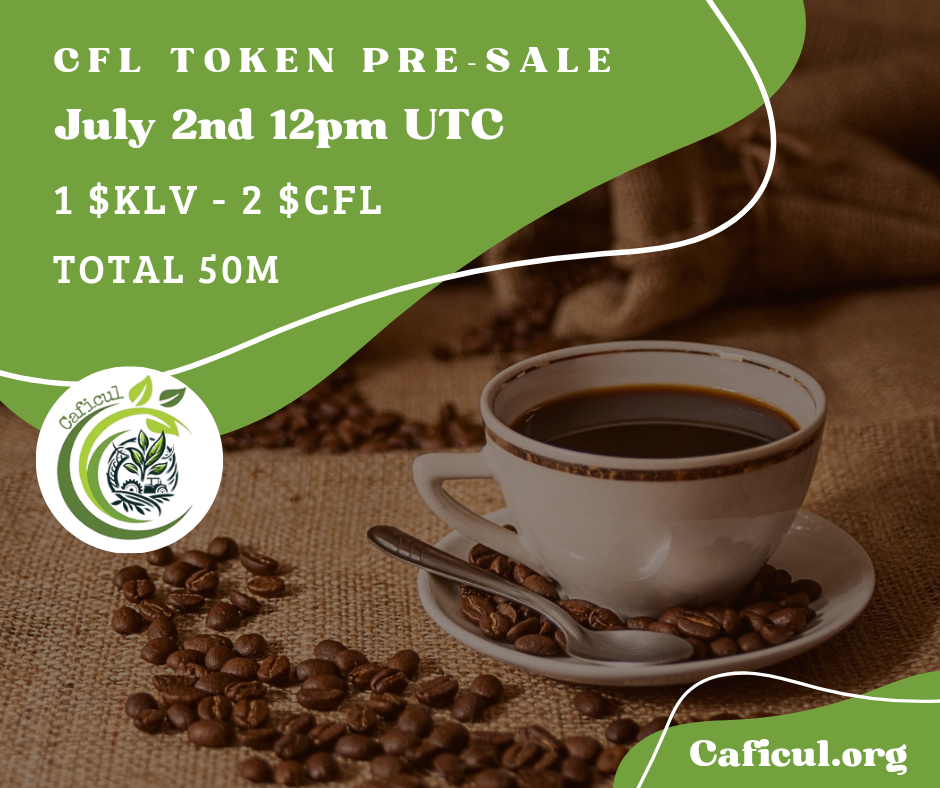 CFL TOKEN PRE-SALE
July 2nd 12pm UTC
1 $KLV - 2 $CFL
TOTAL 50M
Caficul
Caficul.org